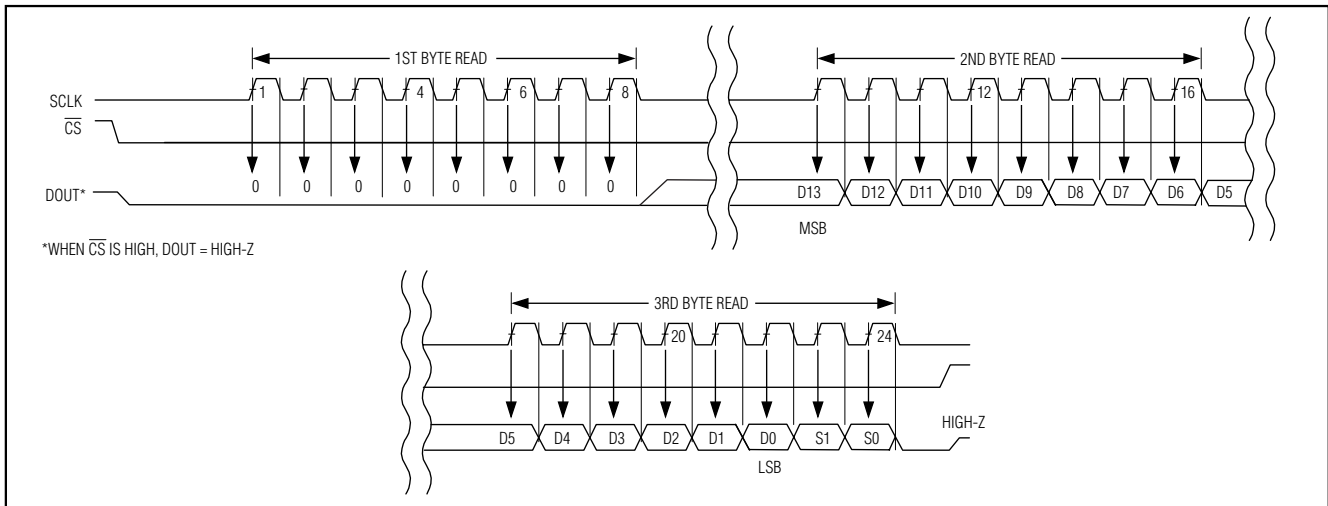 1ST BYTE READ
2ND BYTE READ
SCLK 1 4 6 8 12 16
CS
0 0 0 0 0 0 0 0
DOUT* D13 D12 D11 D10 D9 D8 D7 D6 D5
MSB
*WHEN CS IS HIGH, DOUT = HIGH-Z
3RD BYTE READ
20 24
HIGH-Z
D5 D4 D3 D2 D1 D0 S1 S0
LSB